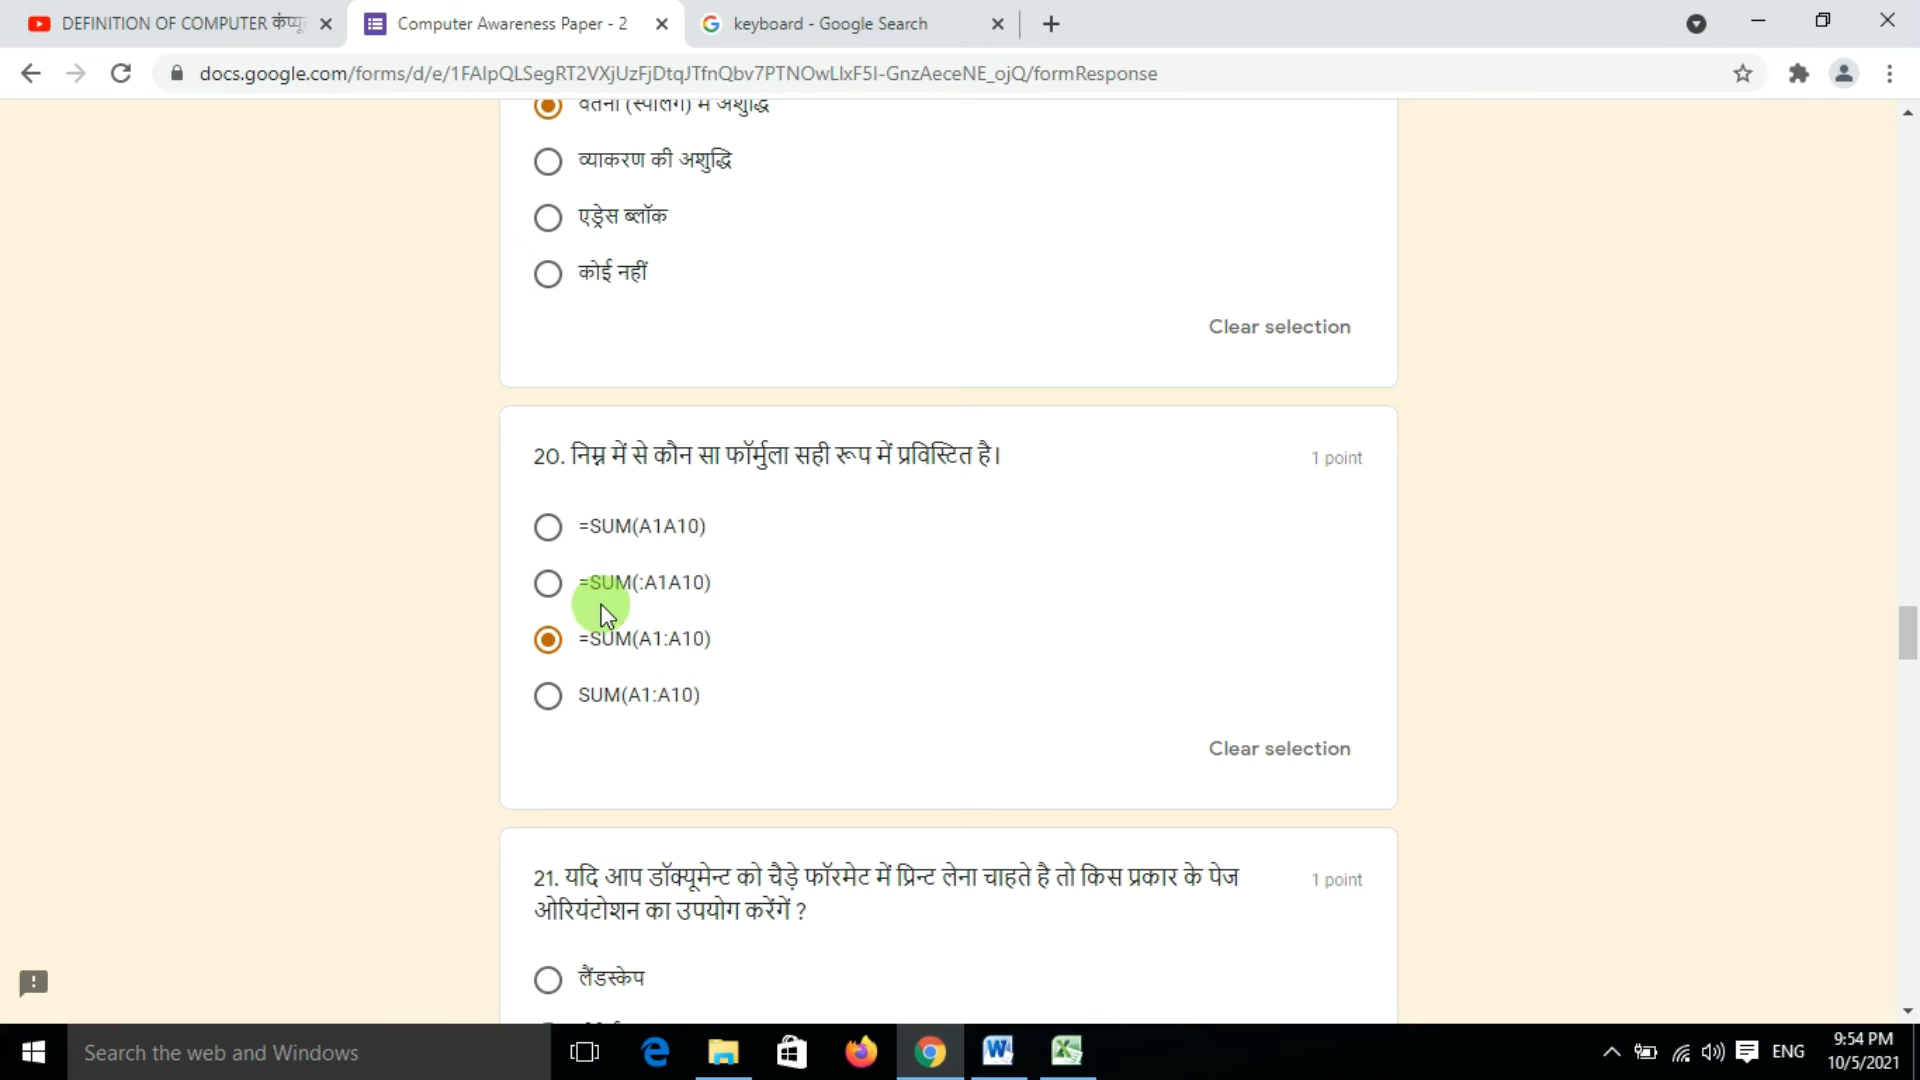 DEFINITION OF COMPUTER
Computer Awareness Paper - 2
keyboard - Google Search
docs.google.com/forms/d/e/1FAIpQLSegRT2VXjUzFjDtqJTfnQbv7PTNOwLlxF5I-GnzAeceNE_ojQ/formResponse
में अशुद्धि
व्याकरण की अशुद्धि
एड्रेस ब्लॉक
कोई नहीं
Clear selection
20. निम्न में से कौन सा फॉर्मुला सही रूप में प्रविस्टित है।
1 point
=SUM(A1A10)
=SUM(:A1A10)
=SUM(A1:A10)
SUM(A1:A10)
Clear selection
21. यदि आप डॉक्यूमेन्ट को चैड़े फॉरमेट में प्रिन्ट लेना चाहते है तो किस प्रकार के पेज
1 point
ओरियंटोशन का उपयोग करेंगें ?
लैंडस्केप
Search the web and Windows
ENG
9:54 PM
10/5/2021